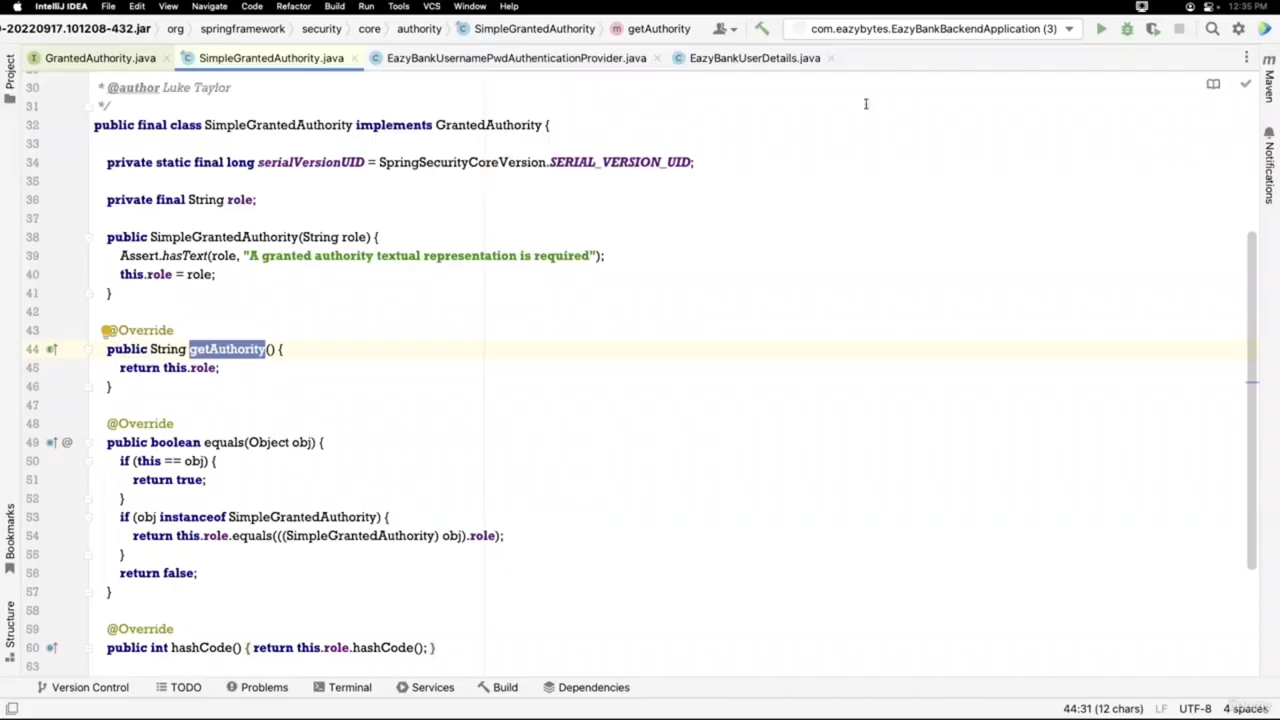 IntelliJ IDEA File Edit View Navigate Code Refactor Build Run Tools VCS Window Help 12:35 PM
0-20220917.101208-432.jar org springframework security core authority SimpleGrantedAuthority getAuthority com.eazybytes.EazyBankBackendApplication (3)
Project GrantedAuthority.java SimpleGrantedAuthority.java EazyBankUsernamePwdAuthenticationProvider.java EazyBankUserDetails.java Maven
30 * @author Luke Taylor
31 */
32 public final class SimpleGrantedAuthority implements GrantedAuthority {
33
34 private static final long serialVersionUID = SpringSecurityCoreVersion.SERIAL_VERSION_UID;
35
36 private final String role;
37
38 public SimpleGrantedAuthority(String role) {
39 Assert.hasText(role, "A granted authority textual representation is required");
40 this.role = role;
41 }
42
43 @Override
44 public String getAuthority() {
45 return this.role;
46 }
47
48 @Override
49 @ public boolean equals(Object obj) {
50 if (this == obj) {
51 return true;
52 }
53 if (obj instanceof SimpleGrantedAuthority) {
54 return this.role.equals(((SimpleGrantedAuthority) obj).role);
55 }
56 return false;
57 }
58
59 @Override
60 public int hashCode() { return this.role.hashCode(); }
63
Notifications
Bookmarks
Structure
Version Control TODO Problems Terminal Services Build Dependencies
44:31 (12 chars) LF UTF-8 4 spaces